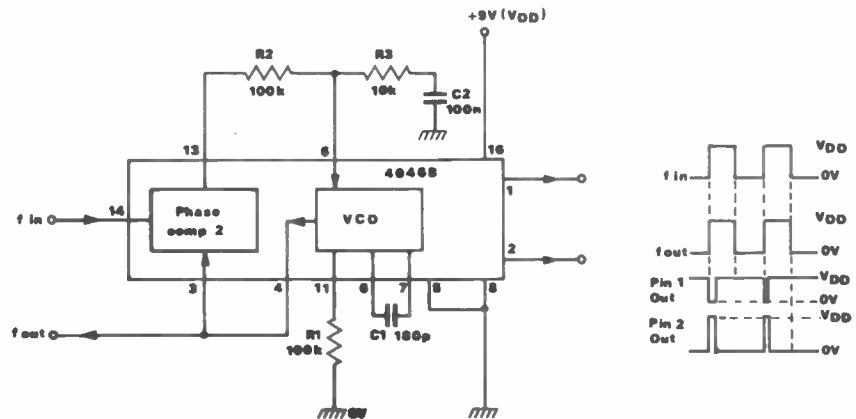 +9V (VDD)
R2
100k
R3
10k
C2
100n
13
6
16
4046B
1
f in
14
Phase
comp 2
VCO
2
3
4
11
6
7
5
8
f out
R1
100k
C1
180p
0V
f in
VDD
0V
fout
VDD
0V
Pin 1
Out
VDD
0V
Pin 2
Out
VDD
0V